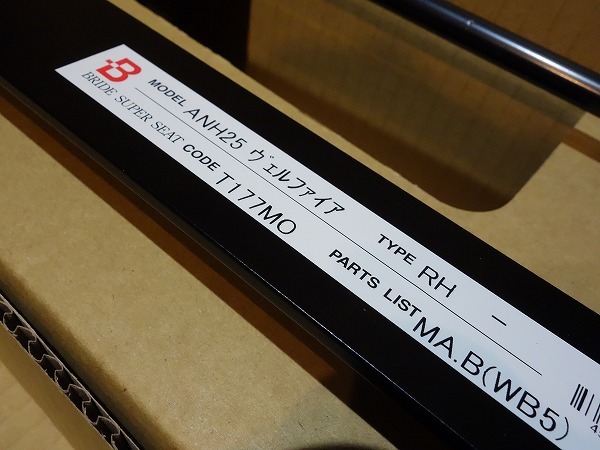 B
BRIDE SUPER SEAT
MODEL ANH25 ヴェルファイア TYPE RH -
CODE T177MO PARTS LIST MA.B(WB5)